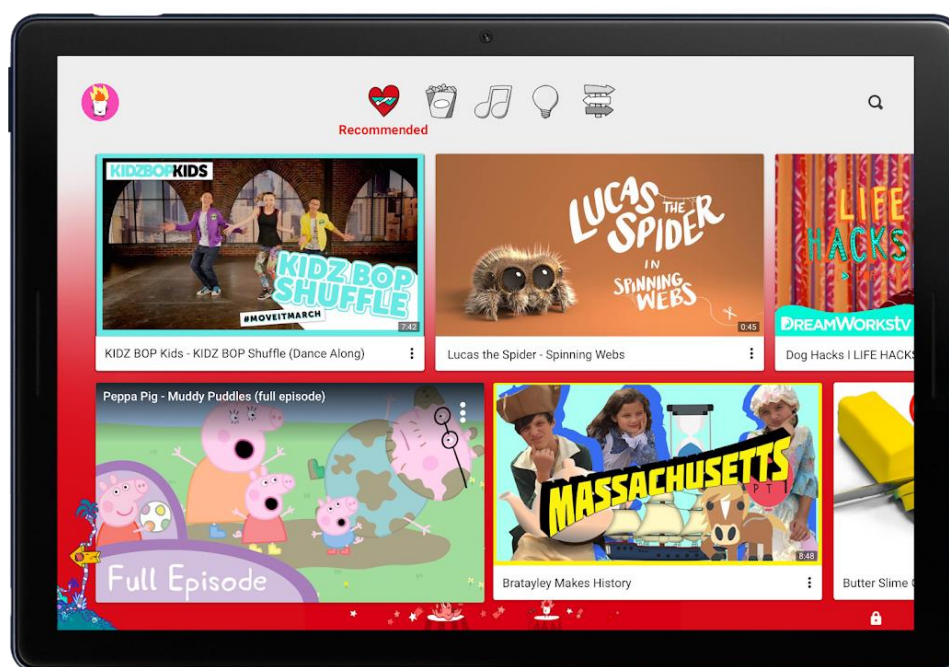 Recommended
KIDZBOPKIDS
KIDZ BOP
SHUFFLE
#MOVEITMARCH
7:42
KIDZ BOP Kids - KIDZ BOP Shuffle (Dance Along)
LUCAS
THE
SPIDER
IN
SPINNING
WEBS
0:45
Lucas the Spider - Spinning Webs
LIFE
HACKS
DREAMWORKStv
Dog Hacks | LIFE HACKS
Peppa Pig - Muddy Puddles (full episode)
Full Episode
MASSACHUSETTS
PT 1
8:48
Bratayley Makes History
Butter Slime